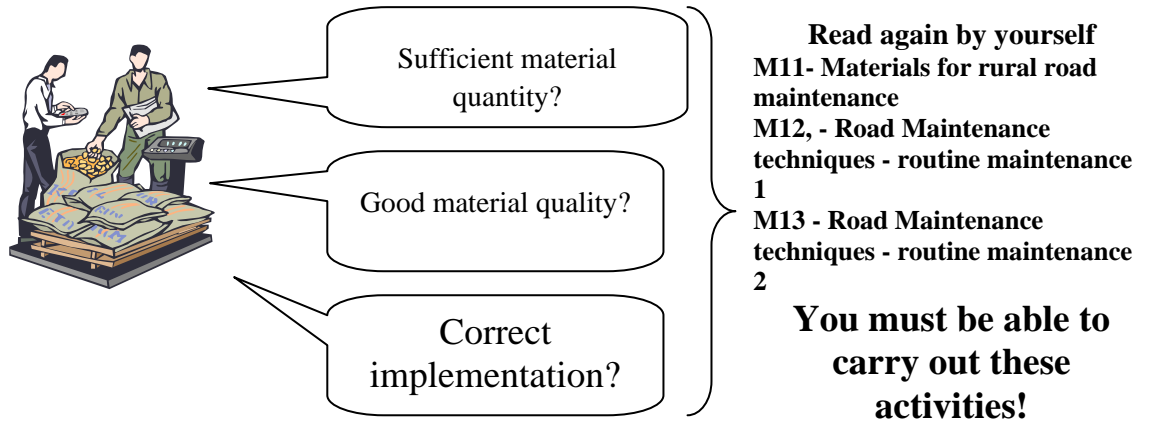 Sufficient material
quantity?
Good material quality?
Correct
implementation?
Read again by yourself
M11- Materials for rural road
maintenance
M12, - Road Maintenance
techniques - routine maintenance
1
M13 - Road Maintenance
techniques - routine maintenance
2
You must be able to
carry out these
activities!